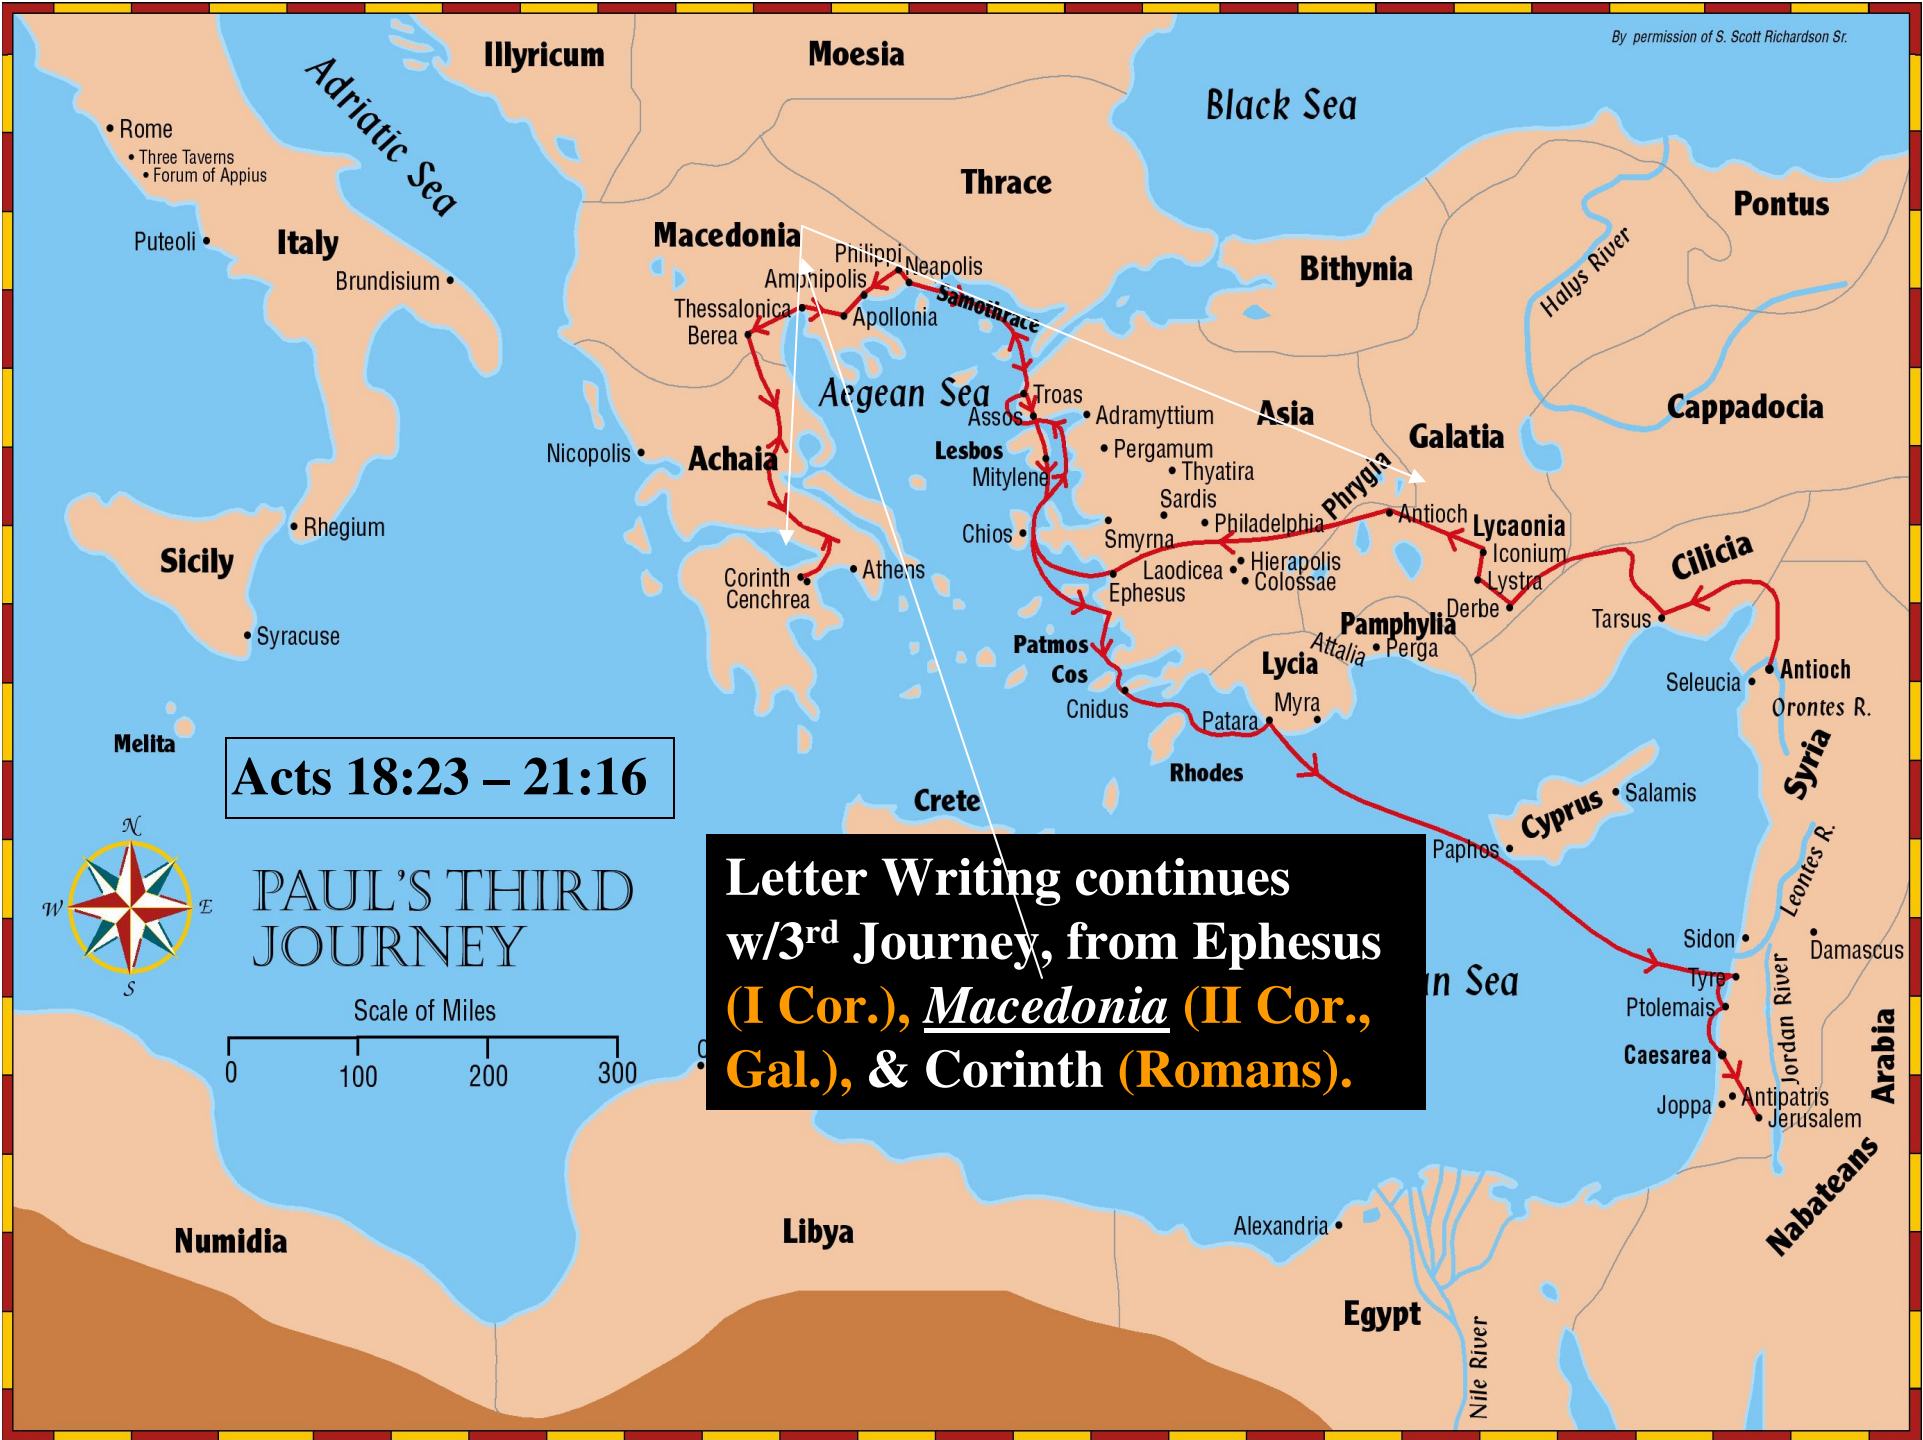 By permission of S. Scott Richardson Sr.
Illyricum
Moesia
Adriatic Sea
Black Sea
Rome
Three Taverns
Forum of Appius
Thrace
Pontus
Puteoli
Italy
Brundisium
Macedonia
Philippi
Neapolis
Amphipolis
Thessalonica
Apollonia
Berea
Samothrace
Bithynia
Halys River
Aegean Sea
Troas
Assos
Adramyttium
Asia
Galatia
Cappadocia
Nicopolis
Achaia
Lesbos
Mitylene
Pergamum
Thyatira
Sardis
Philadelphia
Phrygia
Antioch
Lycaonia
Iconium
Lystra
Derbe
Cilicia
Tarsus
Rhegium
Sicily
Syracuse
Chios
Smyrna
Laodicea
Hierapolis
Colossae
Ephesus
Corinth
Cenchrea
Athens
Patmos
Cos
Cnidus
Pamphylia
Attalia
Perga
Lycia
Myra
Patara
Rhodes
Seleucia
Antioch
Orontes R.
Syria
Melita
Acts 18:23 – 21:16
Crete
Cyprus
Salamis
Paphos
Leontes R.
N
W
E
S
PAUL'S THIRD
JOURNEY
Scale of Miles
0
100
200
300
Letter Writing continues
w/3rd Journey, from Ephesus
(I Cor.), Macedonia (II Cor.,
Gal.), & Corinth (Romans).
Sea
Sidon
Damascus
Tyre
Ptolemais
Jordan River
Caesarea
Arabia
Joppa
Antipatris
Jerusalem
Nabateans
Numidia
Libya
Alexandria
Egypt
Nile River